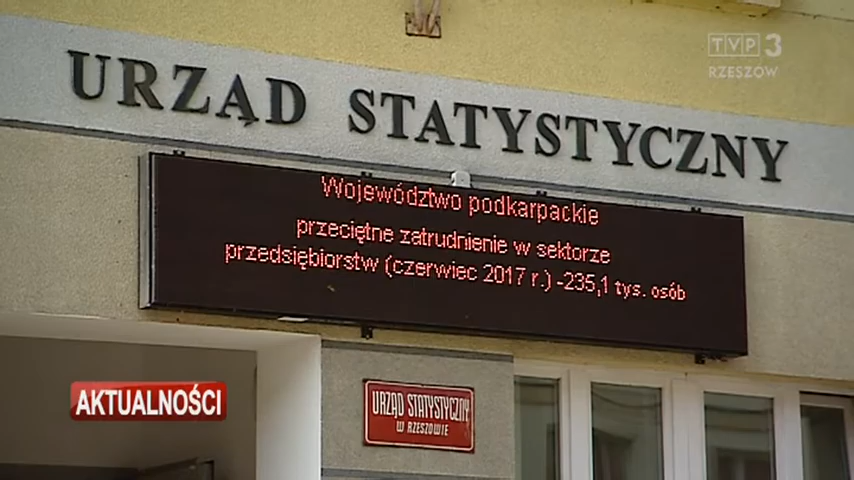 TVP 3
RZESZÓW
URZĄD STATYSTYCZNY
Województwo podkarpackie
przeciętne zatrudnienie w sektorze
przedsiębiorstw (czerwiec 2017 r.) -235,1 tys. osób
AKTUALNOŚCI
URZĄD STATYSTYCZNY
W RZESZOWIE